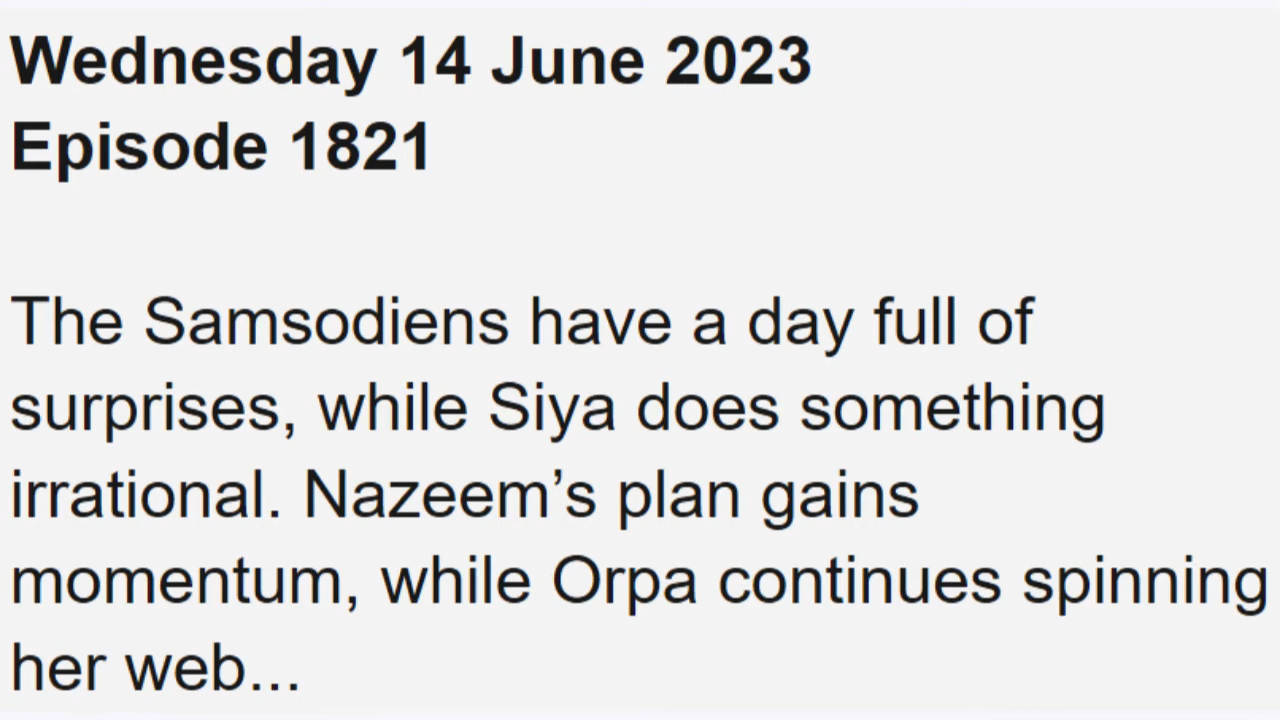 Wednesday 14 June 2023
Episode 1821
The Samsodiens have a day full of
surprises, while Siya does something
irrational. Nazeem’s plan gains
momentum, while Orpa continues spinning
her web...